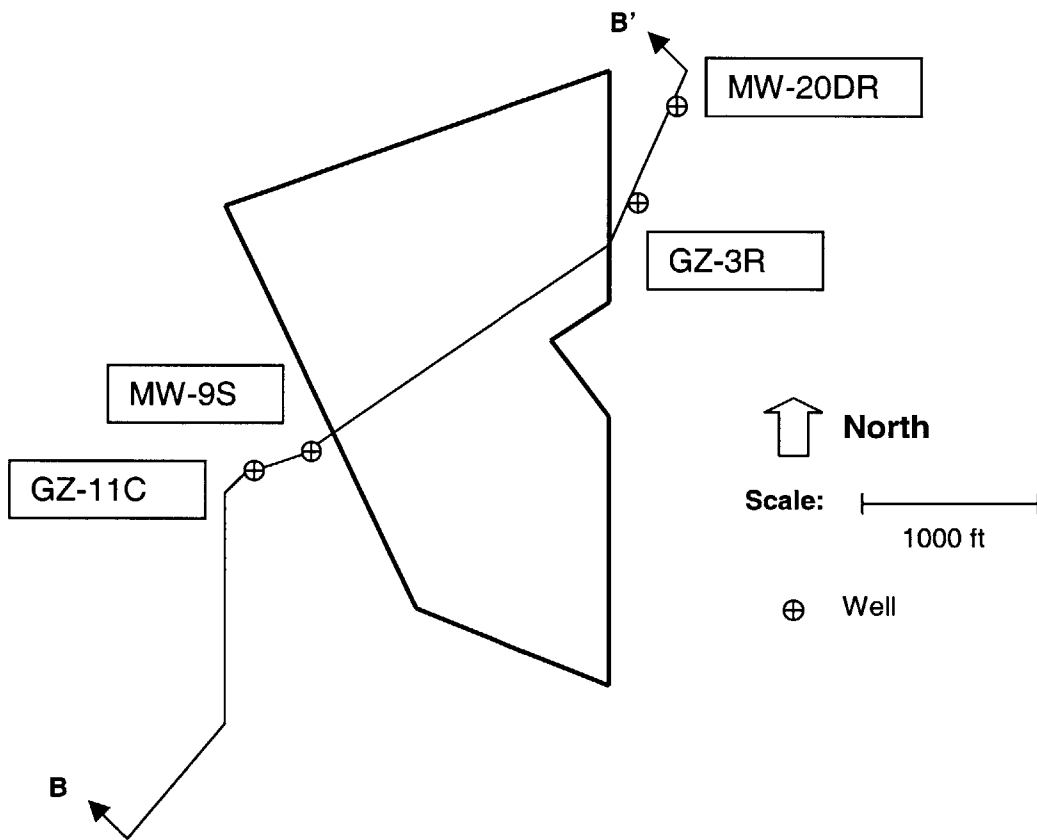 B’
MW-20DR
GZ-3R
MW-9S
GZ-11C
North
Scale:
1000 ft
Well
B